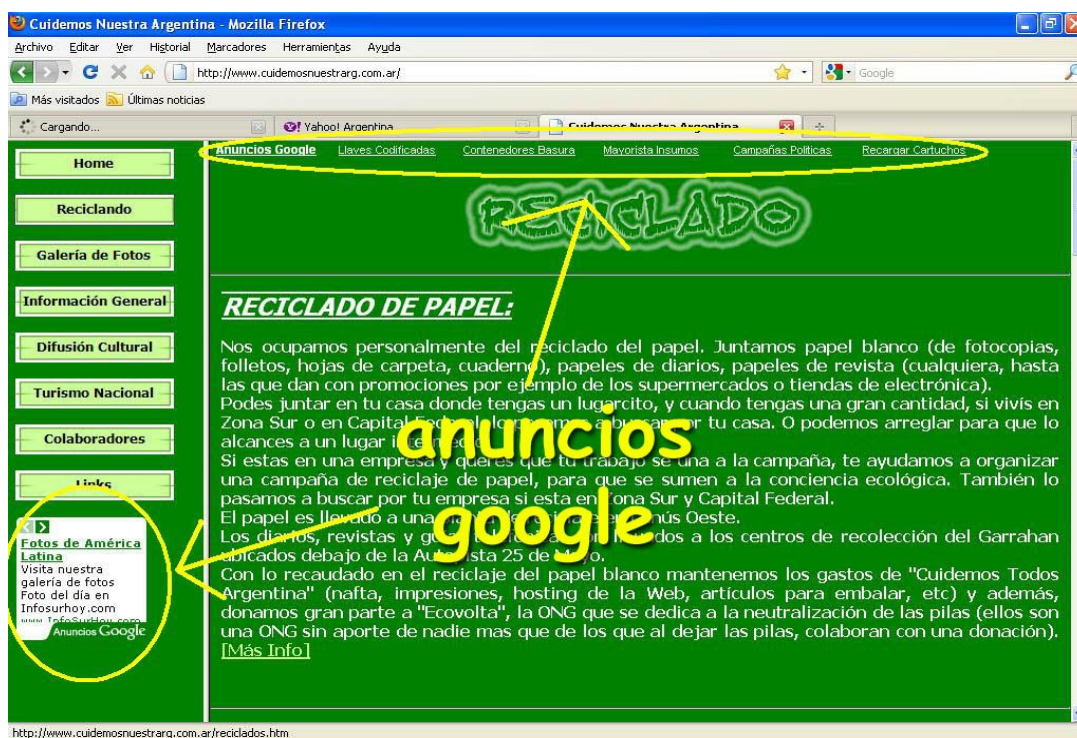 Cuidemos Nuestra Argentina - Mozilla Firefox
Archivo Editar Ver Historial Marcadores Herramientas Ayuda
http://www.cuidemosnuestrarg.com.ar/ Google
Más visitados Últimas noticias
Cargando... Yahoo! Argentina Cuidemos Nuestra Argentina
Anuncios Google Llaves Codificadas Contenedores Basura Mayorista Insumos Campañas Politicas Recargar Cartuchos
Home
Reciclando
Galería de Fotos
Información General
Difusión Cultural
Turismo Nacional
Colaboradores
Links
Fotos de América
Latina
Visita nuestra
galería de fotos
Foto del día en
Infosurhoy.com
www.InfoSurHoy.com
Anuncios Google
RECICLADO
RECICLADO DE PAPEL:
Nos ocupamos personalmente del reciclado del papel. Juntamos papel blanco (de fotocopias,
folletos, hojas de carpeta, cuaderno), papeles de diarios, papeles de revista (cualquiera, hasta
las que dan con promociones por ejemplo de los supermercados o tiendas de electrónica).
Podes juntar en tu casa donde tengas un lugarcito, y cuando tengas una gran cantidad, si vivís en
Zona Sur o en Capital a buscar por tu casa. O podemos arreglar para que lo
alcances a un lugar
Si estas en una empresa y queres que tu trabajo se una a la campaña, te ayudamos a organizar
una campaña de reciclaje de papel, para que se sumen a la conciencia ecológica. También lo
pasamos a buscar por tu empresa si esta en Zona Sur y Capital Federal.
El papel es llevado a una Lanús Oeste.
Los diarios, revistas y llevados a los centros de recolección del Garrahan
ubicados debajo de la Autopista 25 de Mayo.
Con lo recaudado en el reciclaje del papel blanco mantenemos los gastos de "Cuidemos Todos
Argentina" (nafta, impresiones, hosting de la Web, artículos para embalar, etc) y además,
donamos gran parte a "Ecovolta", la ONG que se dedica a la neutralización de las pilas (ellos son
una ONG sin aporte de nadie mas que de los que al dejar las pilas, colaboran con una donación).
[Más Info]
anuncios
google
http://www.cuidemosnuestrarg.com.ar/reciclados.htm